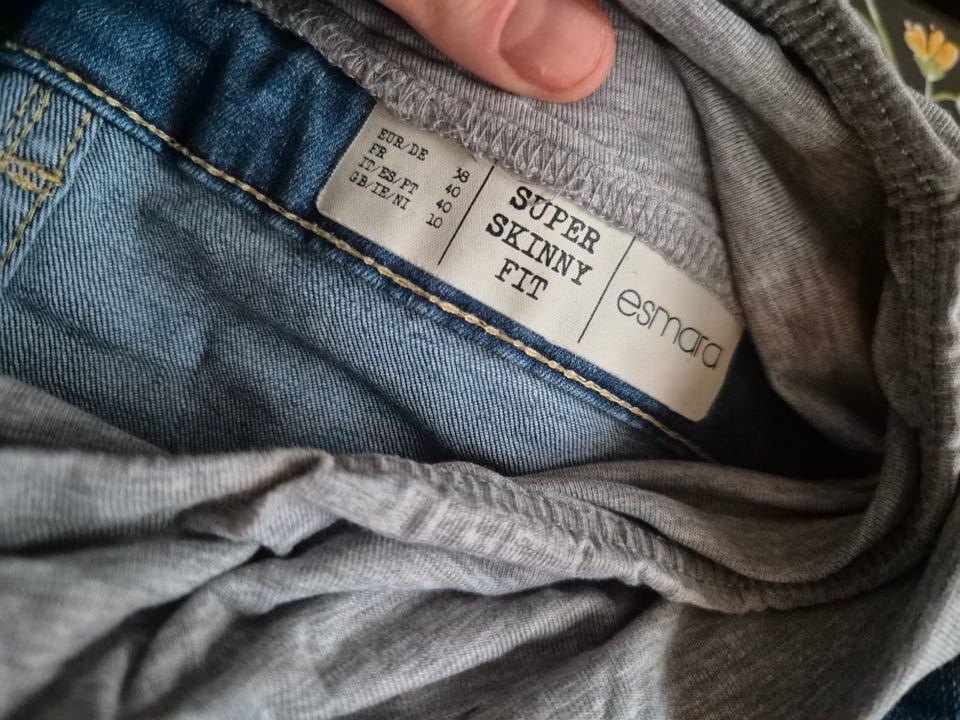 EUR/DE 38
FR 40
IT/ES/PT 40
GB/IE/NI 10
SUPER
SKINNY
FIT
esmara